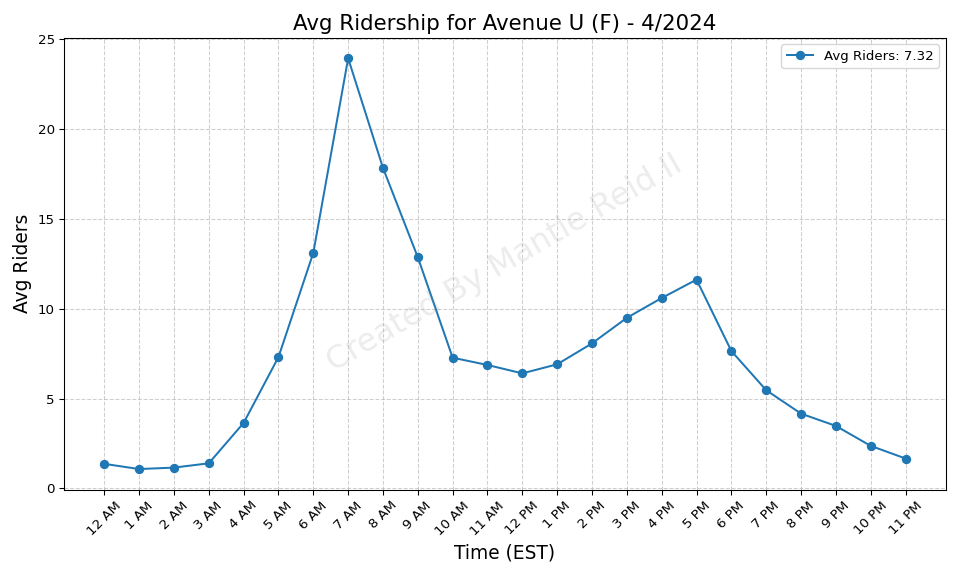 Avg Ridership for Avenue U (F) - 4/2024
Avg Riders: 7.32
25
20
15
10
5
0
Avg Riders
Created By Mantle Reid II
12 AM
1 AM
2 AM
3 AM
4 AM
5 AM
6 AM
7 AM
8 AM
9 AM
10 AM
11 AM
12 PM
1 PM
2 PM
3 PM
4 PM
5 PM
6 PM
7 PM
8 PM
9 PM
10 PM
11 PM
Time (EST)